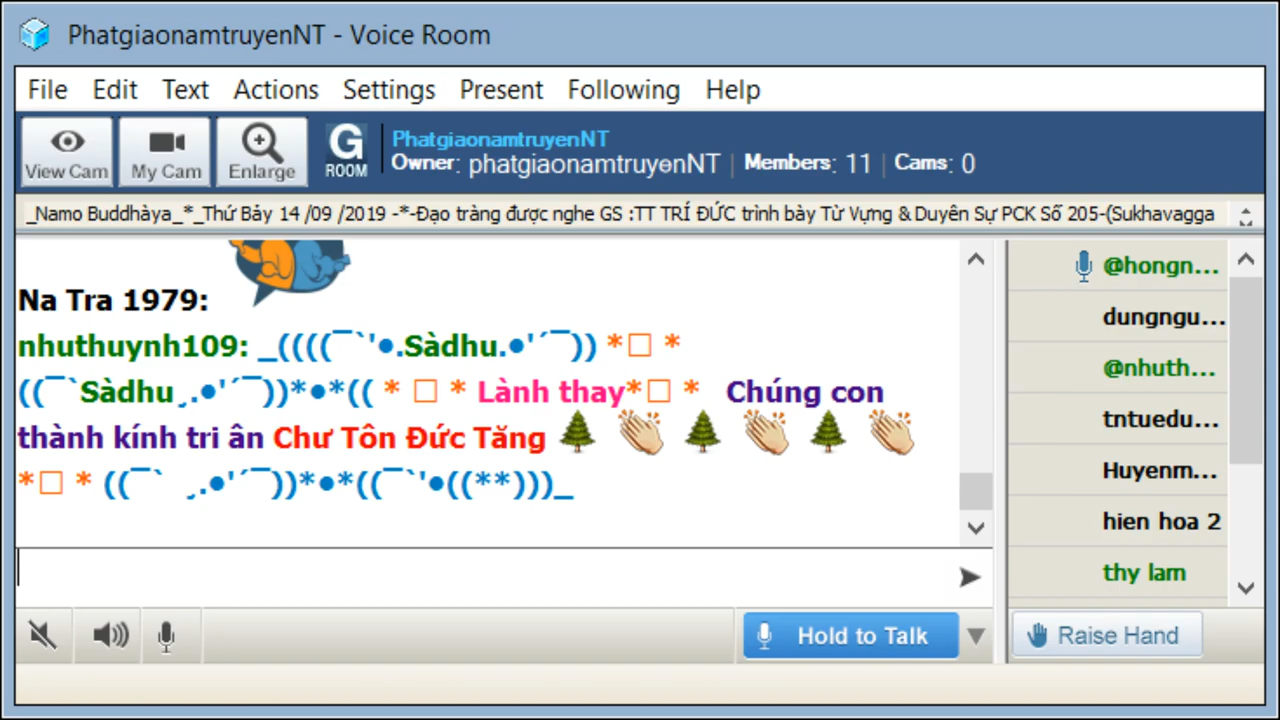 PhatgiaonamtruyenNT - Voice Room
File Edit Text Actions Settings Present Following Help
View Cam My Cam Enlarge G ROOM
PhatgiaonamtruyenNT
Owner: phatgiaonamtruyenNT | Members: 11 | Cams: 0
_Namo Buddhàya_*_Thứ Bảy 14 /09 /2019 -*-Đạo tràng được nghe GS :TT TRÍ ĐỨC trình bày Từ Vựng & Duyên Sự PCK Số 205-(Sukhavagga
Na Tra 1979:
nhuthuynh109: _((((¯`'●.Sàdhu.●'´¯)) *□ *
((¯`Sàdhu¸.●'´¯))*●*(( * □ * Lành thay*□ * Chúng con
thành kính tri ân Chư Tôn Đức Tăng 🌲 👏 🌲 👏 🌲 👏
*□ * ((¯` ¸.●'´¯))*●*((¯`'●((**)))_
@hongn...
dungngu...
@nhuth...
tntuedu...
Huyenm...
hien hoa 2
thy lam
Hold to Talk
Raise Hand